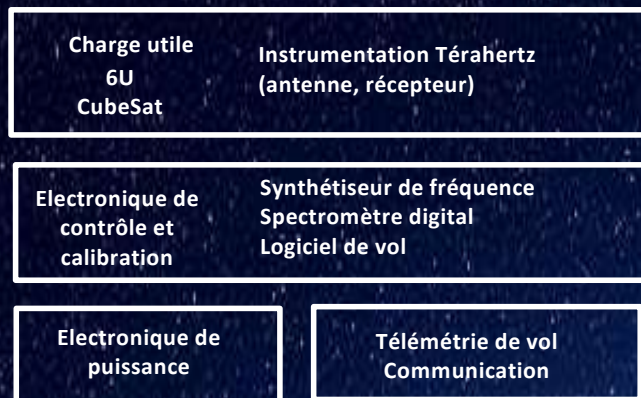 Charge utile
6U
CubeSat
Instrumentation Térahertz
(antenne, récepteur)
Electronique de
contrôle et
calibration
Synthétiseur de fréquence
Spectromètre digital
Logiciel de vol
Electronique de
puissance
Télémétrie de vol
Communication